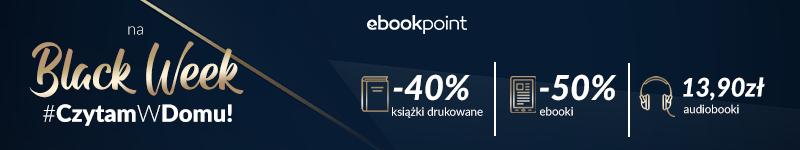 na
Black Week
#CzytamWDomu!
ebookpoint
-40%
książki drukowane
-50%
ebooki
13,90zł
audiobooki